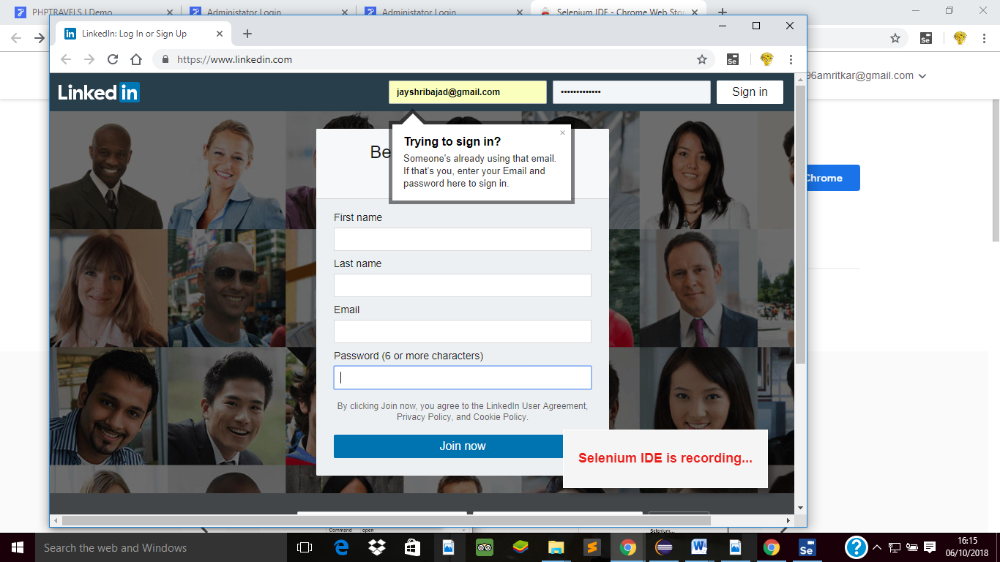 PHPTRAVELS | Demo
Administator Login
Administator Login
Selenium IDE - Chrome Web Sto
LinkedIn: Log In or Sign Up
https://www.linkedin.com
Se
Se
96amritkar@gmail.com
Linked in
jayshribajad@gmail.com
•••••••••••••
Sign in
Be
Trying to sign in?
×
Someone's already using that email.
If that's you, enter your Email and
password here to sign in.
Chrome
First name
Last name
Email
Password (6 or more characters)
By clicking Join now, you agree to the LinkedIn User Agreement,
Privacy Policy, and Cookie Policy.
Join now
Selenium IDE is recording...
Command open
Selenium...
Search the web and Windows
Se
16:15
06/10/2018